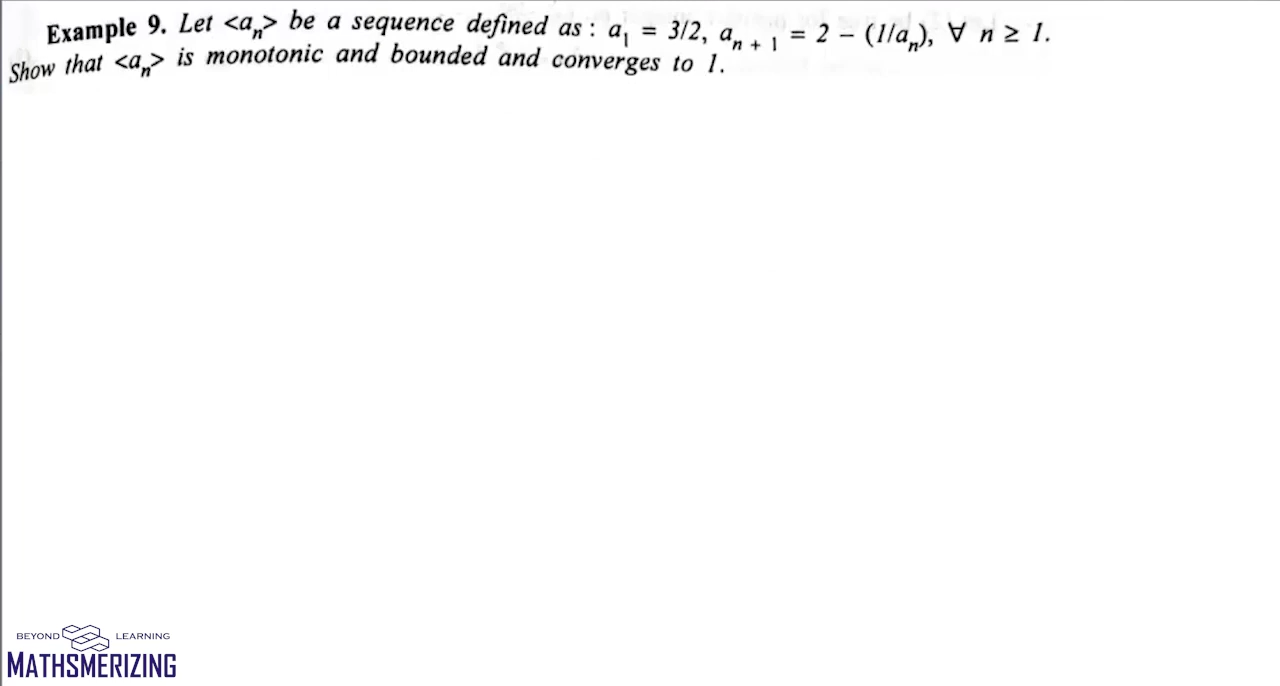 Example 9. Let <aₙ> be a sequence defined as : a₁ = 3/2, aₙ ₊ ₁ = 2 – (1/aₙ), ∀ n ≥ 1.
Show that <aₙ> is monotonic and bounded and converges to 1.
BEYOND LEARNING
MATHSMERIZING